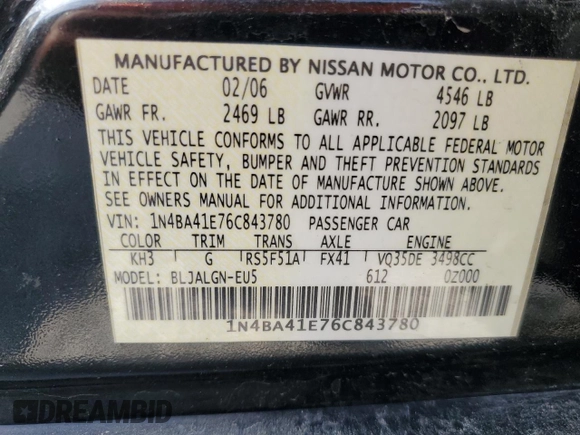 MANUFACTURED BY NISSAN MOTOR CO., LTD.
DATE 02/06 GVWR 4546 LB
GAWR FR. 2469 LB GAWR RR. 2097 LB
THIS VEHICLE CONFORMS TO ALL APPLICABLE FEDERAL MOTOR
VEHICLE SAFETY, BUMPER AND THEFT PREVENTION STANDARDS
IN EFFECT ON THE DATE OF MANUFACTURE SHOWN ABOVE.
SEE OWNERS MANUAL FOR ADDITIONAL INFORMATION.
VIN: 1N4BA41E76C843780 PASSENGER CAR
COLOR TRIM TRANS AXLE ENGINE
KH3 G RS5F51A FX41 VQ35DE 3498CC
MODEL: BLJALGN-EU5 612 0Z000
1N4BA41E76C843780
DREAMBID